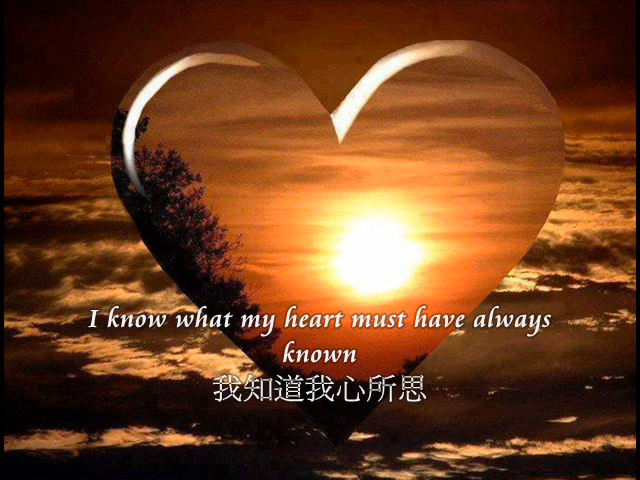 I know what my heart must have always
known
我知道我心所思